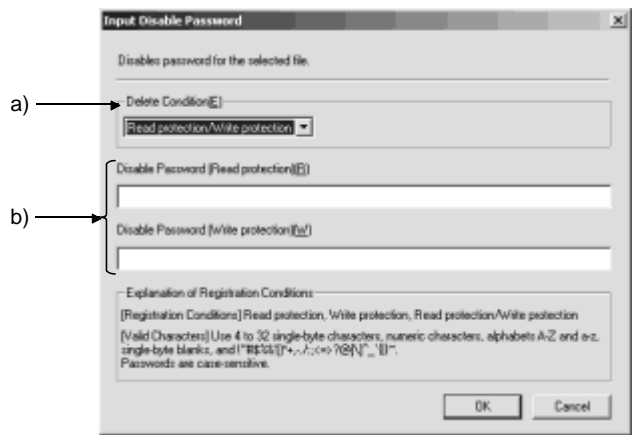 Input Disable Password
Disables password for the selected file.
a)
Delete Condition(E)
Read protection/Write protection
Disable Password (Read protection)(R)
b)
Disable Password (Write protection)(W)
Explanation of Registration Conditions
[Registration Conditions] Read protection, Write protection, Read protection/Write protection
[Valid Characters] Use 4 to 32 single-byte characters, numeric characters, alphabets A-Z and a-z,
single-byte blanks, and
Passwords are case-sensitive.
OK Cancel